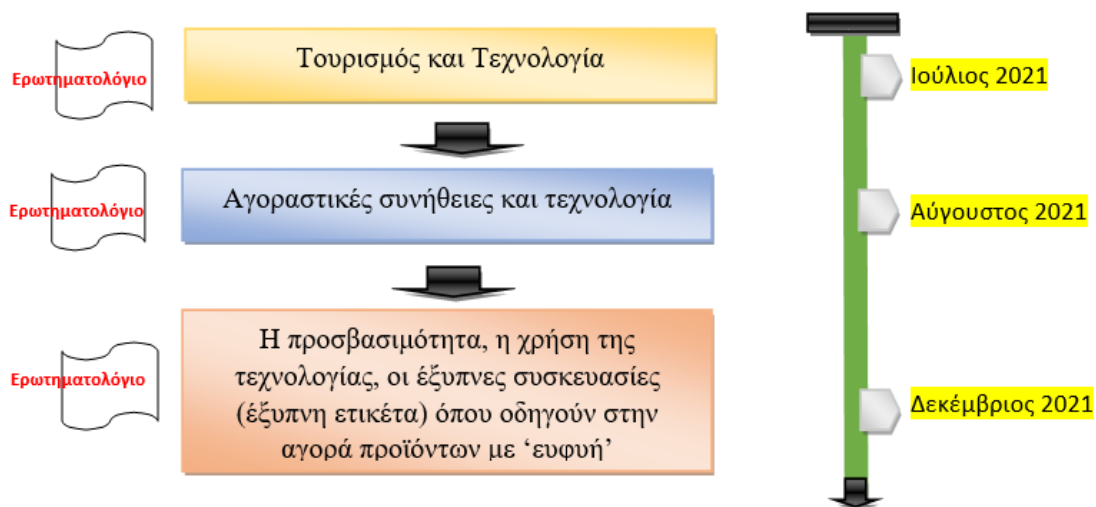 Ερωτηματολόγιο
Τουρισμός και Τεχνολογία
Ιούλιος 2021
Ερωτηματολόγιο
Αγοραστικές συνήθειες και τεχνολογία
Αύγουστος 2021
Ερωτηματολόγιο
Η προσβασιμότητα, η χρήση της
τεχνολογίας, οι έξυπνες συσκευασίες
(έξυπνη ετικέτα) όπου οδηγούν στην
αγορά προϊόντων με ‘ευφυή’
Δεκέμβριος 2021